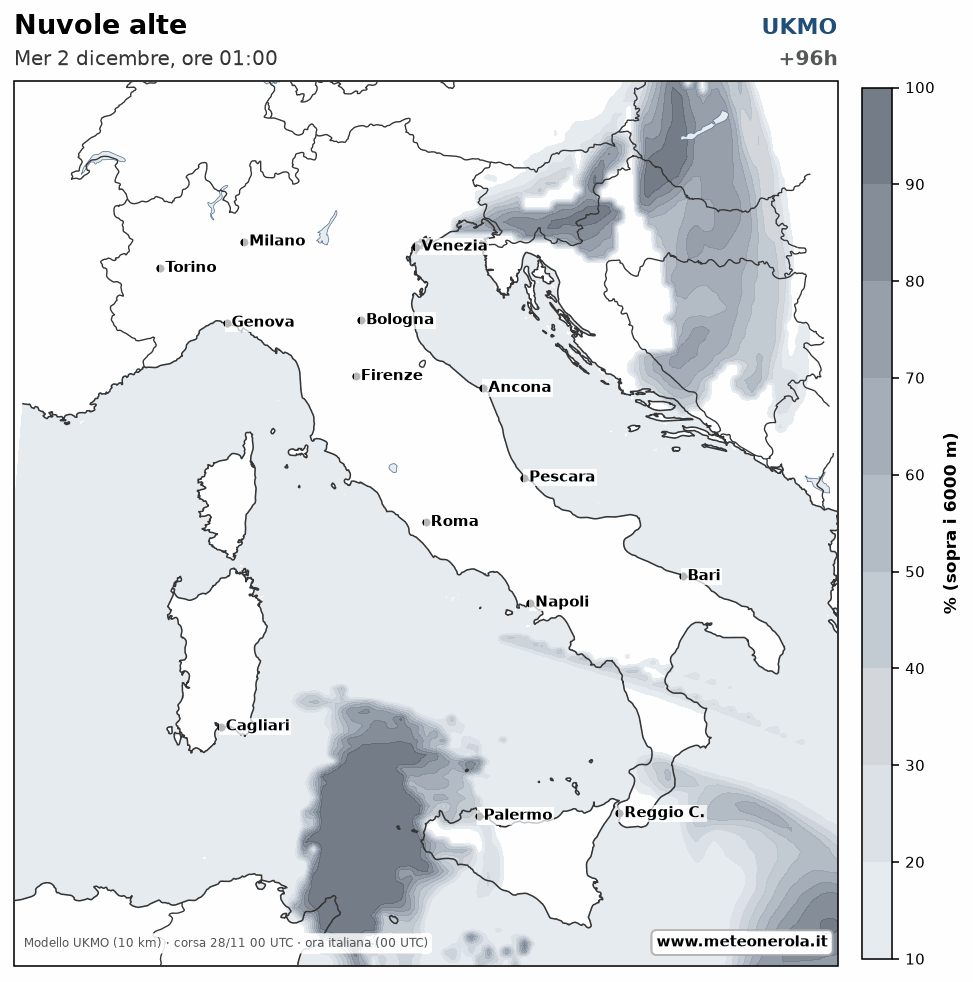 Nuvole alte
UKMO
Mer 2 dicembre, ore 01:00
+96h
Milano
Venezia
Torino
Genova
Bologna
Firenze
Ancona
Pescara
Roma
Bari
Napoli
Cagliari
Palermo
Reggio C.
Modello UKMO (10 km) · corsa 28/11 00 UTC · ora italiana (00 UTC)
www.meteonerola.it
100
90
80
70
60
50
40
30
20
10
% (sopra i 6000 m)